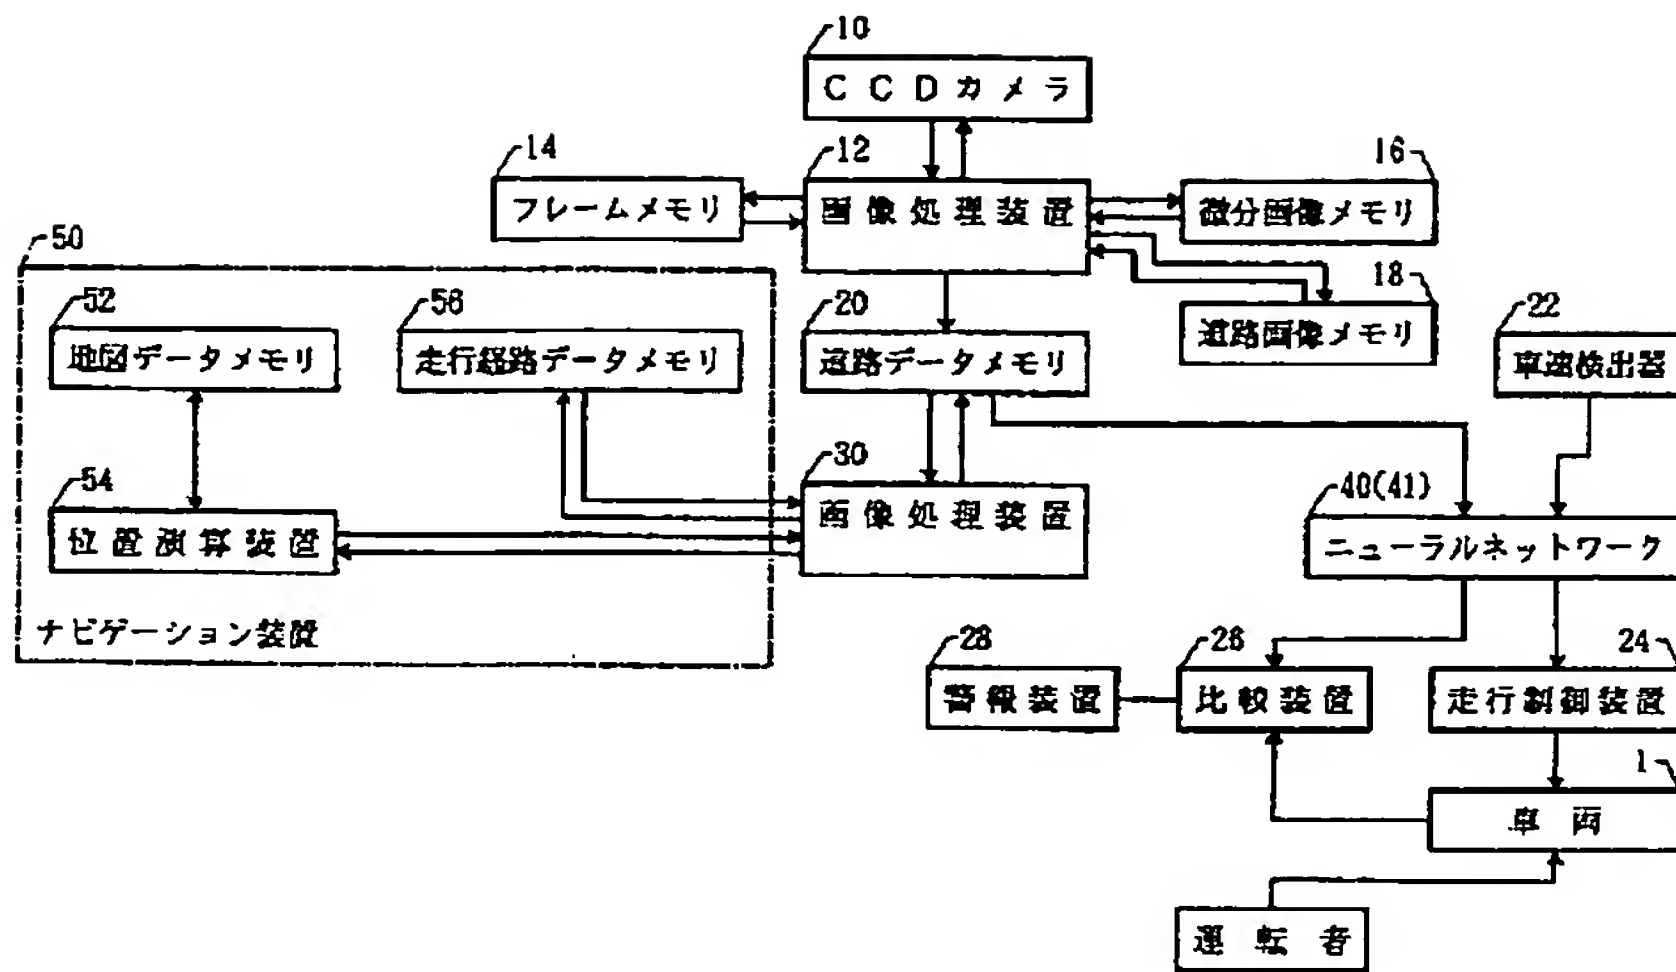 10
CCDカメラ
14
フレームメモリ
12
画像処理装置
16
微分画像メモリ
50
52
地図データメモリ
56
走行経路データメモリ
20
道路データメモリ
18
道路画像メモリ
22
車速検出器
54
位置演算装置
30
画像処理装置
40(41)
ニューラルネットワーク
ナビゲーション装置
28
警報装置
26
比較装置
24
走行制御装置
1
車両
運転者